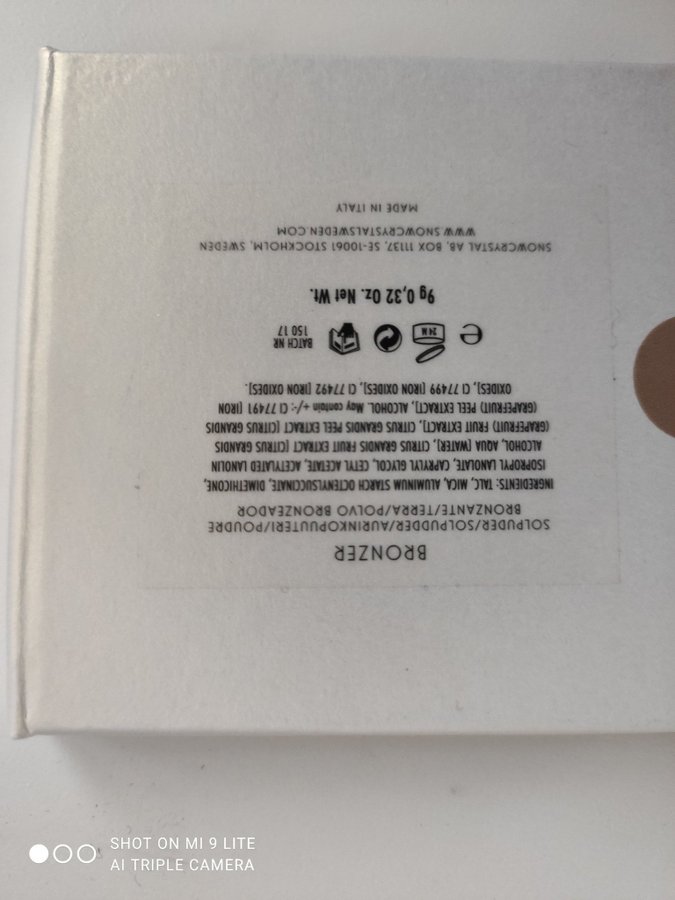 BRONZER
SOLPUDER/SOLPUDDER/AURINKOPUUTERI/POUDRE
BRONZANTE/TERRA/POLVO BRONZEADOR
INGREDIENTS: TALC, MICA, ALUMINUM STARCH OCTENYLSUCCINATE, DIMETHICONE,
ISOPROPYL LANOLATE, CAPRYLYL GLYCOL, CETYL ACETATE, ACETYLATED LANOLIN
ALCOHOL, AQUA [WATER], CITRUS GRANDIS FRUIT EXTRACT [CITRUS GRANDIS
(GRAPEFRUIT) FRUIT EXTRACT], CITRUS GRANDIS PEEL EXTRACT [CITRUS GRANDIS
(GRAPEFRUIT) PEEL EXTRACT], ALCOHOL. May contain +/-: CI 77491 [IRON
OXIDES], CI 77499 [IRON OXIDES], CI 77492 [IRON OXIDES].
e 24 M BATCH NR
150 17
9g 0,32 Oz. Net Wt.
SNOWCRYSTAL AB, BOX 11137, SE-10061 STOCKHOLM, SWEDEN
WWW.SNOWCRYSTALSWEDEN.COM
MADE IN ITALY
SHOT ON MI 9 LITE
AI TRIPLE CAMERA